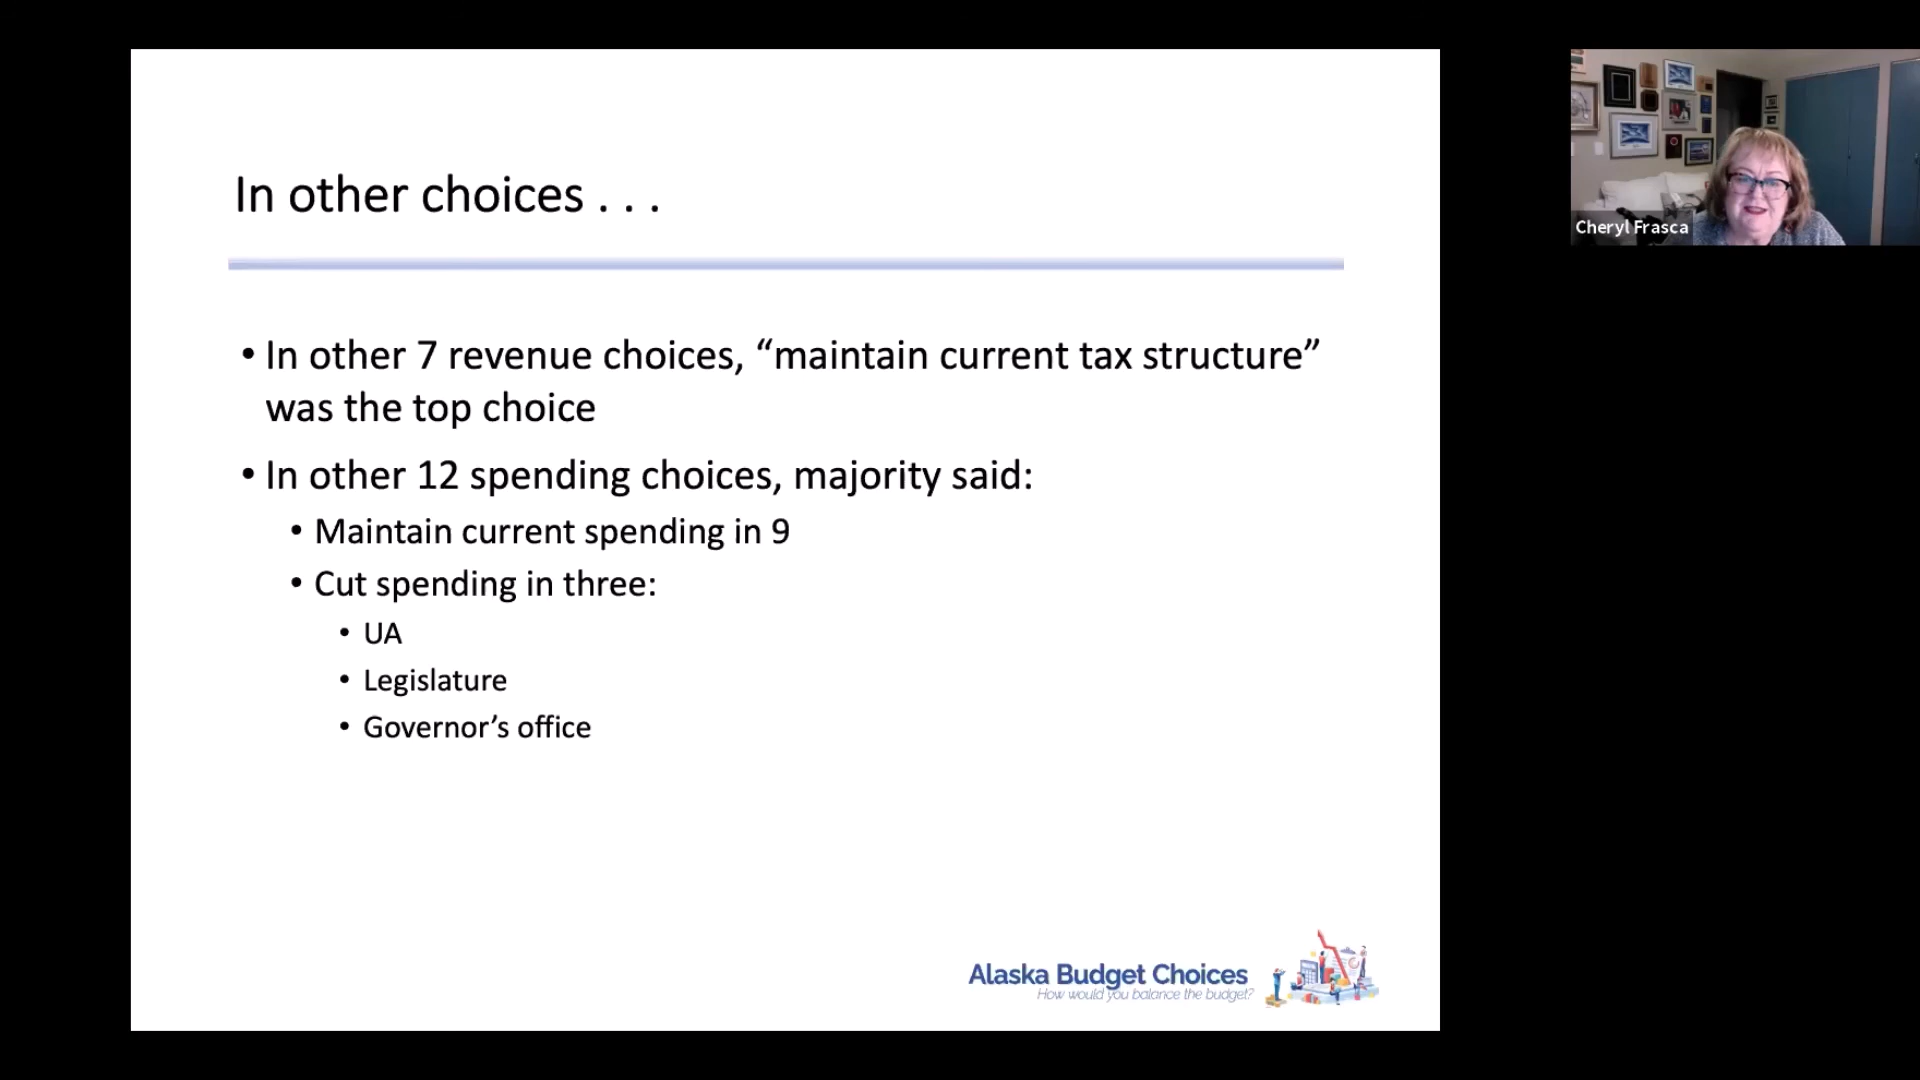 In other choices . . .
• In other 7 revenue choices, “maintain current tax structure”
was the top choice
• In other 12 spending choices, majority said:
• Maintain current spending in 9
• Cut spending in three:
• UA
• Legislature
• Governor’s office
Alaska Budget Choices
How would you balance the budget?
Cheryl Frasca